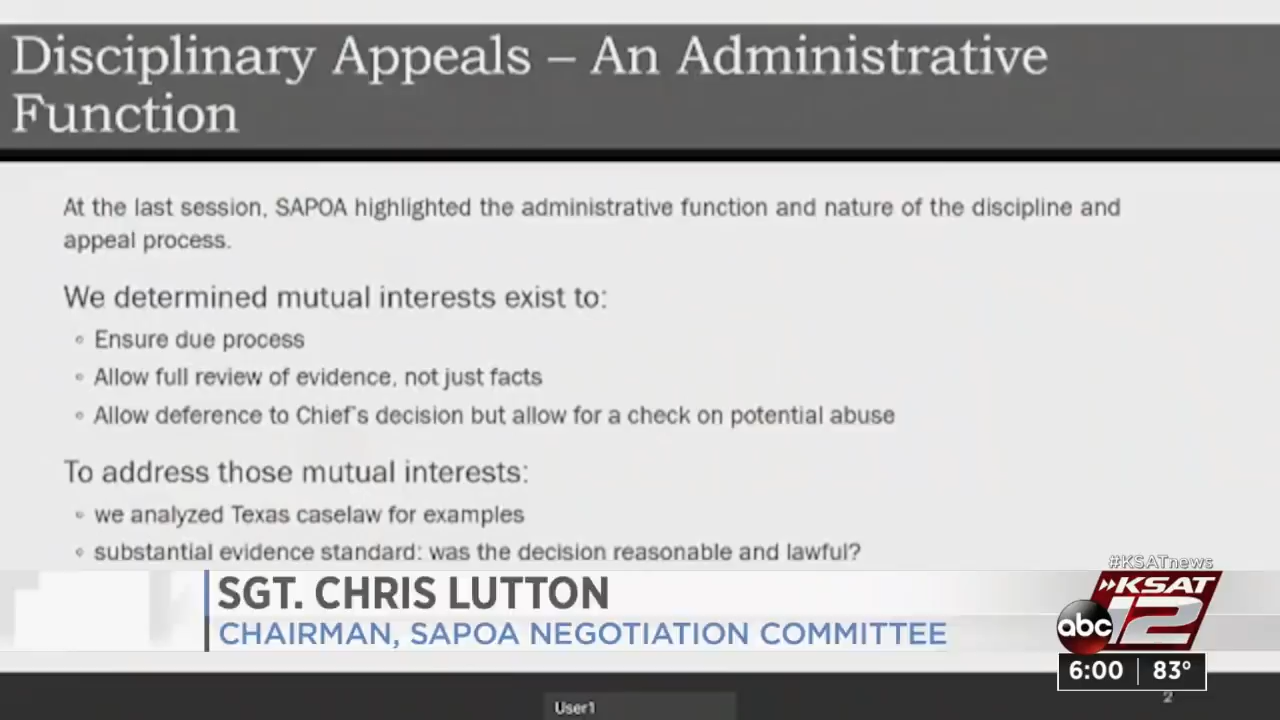 Disciplinary Appeals – An Administrative
Function
At the last session, SAPOA highlighted the administrative function and nature of the discipline and
appeal process.
We determined mutual interests exist to:
Ensure due process
Allow full review of evidence, not just facts
Allow deference to Chief's decision but allow for a check on potential abuse
To address those mutual interests:
we analyzed Texas caselaw for examples
substantial evidence standard: was the decision reasonable and lawful?
#KSATnews
SGT. CHRIS LUTTON
CHAIRMAN, SAPOA NEGOTIATION COMMITTEE
KSAT
abc 12
6:00 83°
2
User1